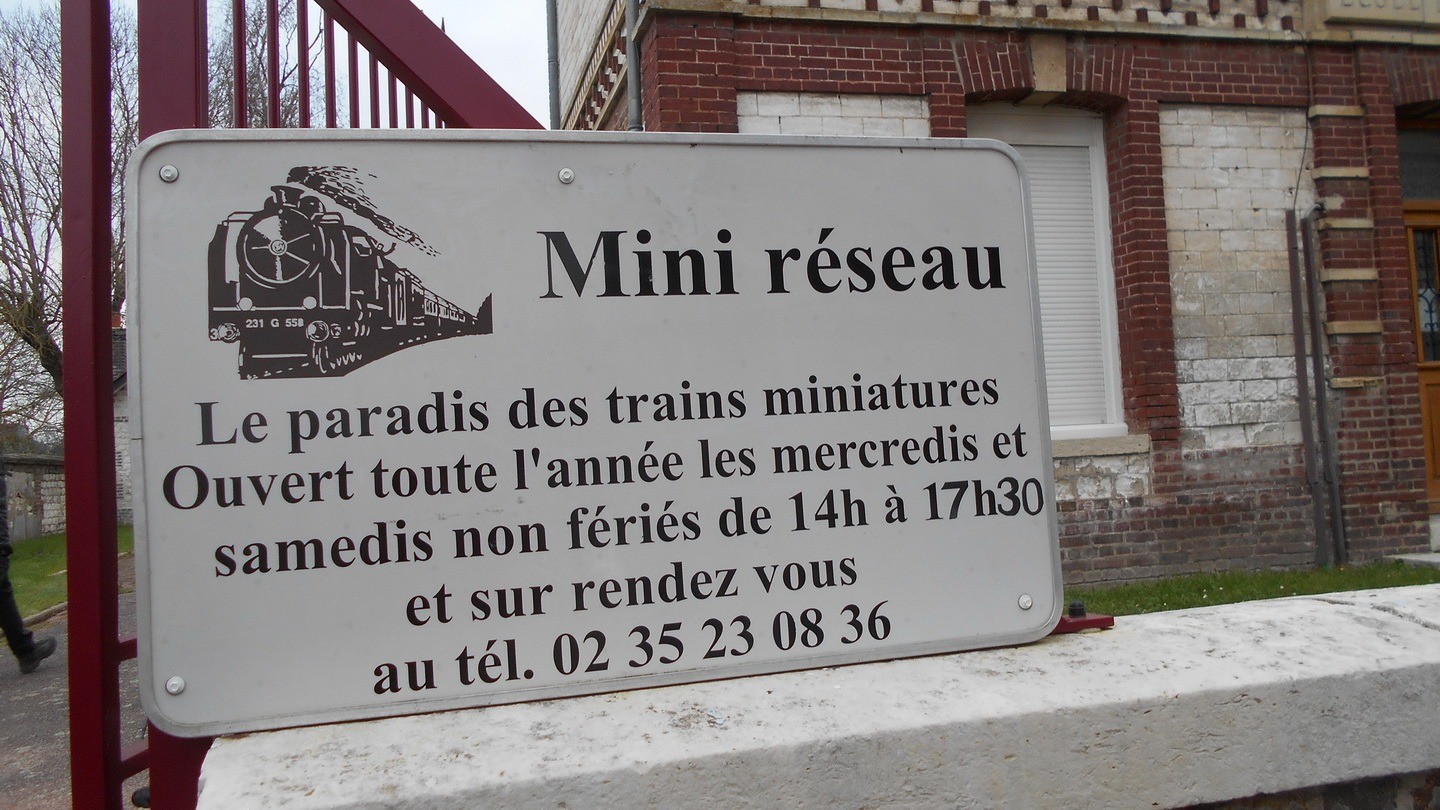 Mini réseau
231 G 558
Le paradis des trains miniatures
Ouvert toute l'année les mercredis et
samedis non fériés de 14h à 17h30
et sur rendez vous
au tél. 02 35 23 08 36